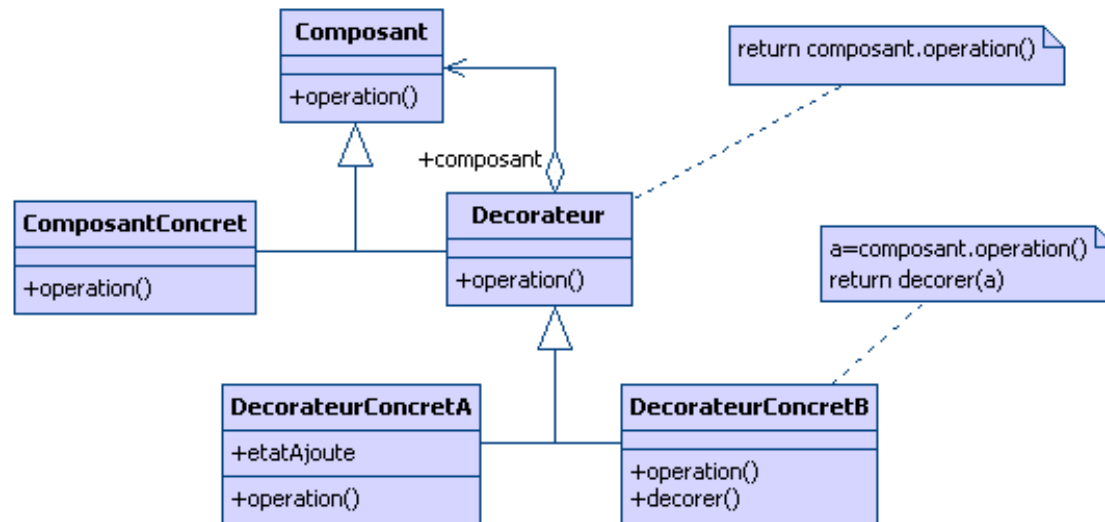 Composant
+operation()
return composant.operation()
+composant
ComposantConcret
+operation()
Decorateur
+operation()
a=composant.operation()
return decorer(a)
DecorateurConcretA
+etatAjoute
+operation()
DecorateurConcretB
+operation()
+decorer()